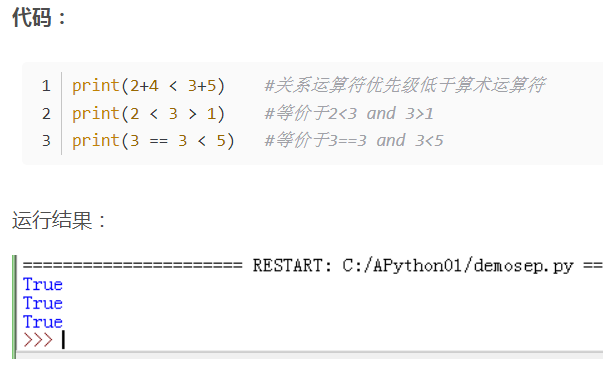 代码：
1 print(2+4 < 3+5) #关系运算符优先级低于算术运算符
2 print(2 < 3 > 1) #等价于2<3 and 3>1
3 print(3 == 3 < 5) #等价于3==3 and 3<5
运行结果：
====================== RESTART: C:/APython01/demosep.py ==
True
True
True
>>>